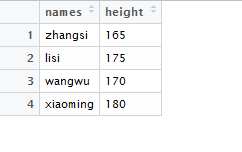 names height
1 zhangsi 165
2 lisi 175
3 wangwu 170
4 xiaoming 180